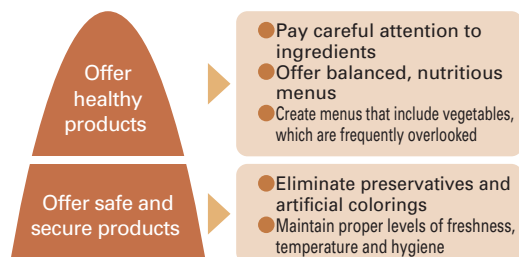 Offer
healthy
products
●Pay careful attention to
ingredients
●Offer balanced, nutritious
menus
●Create menus that include vegetables,
which are frequently overlooked
Offer safe and
secure products
●Eliminate preservatives and
artificial colorings
●Maintain proper levels of freshness,
temperature and hygiene